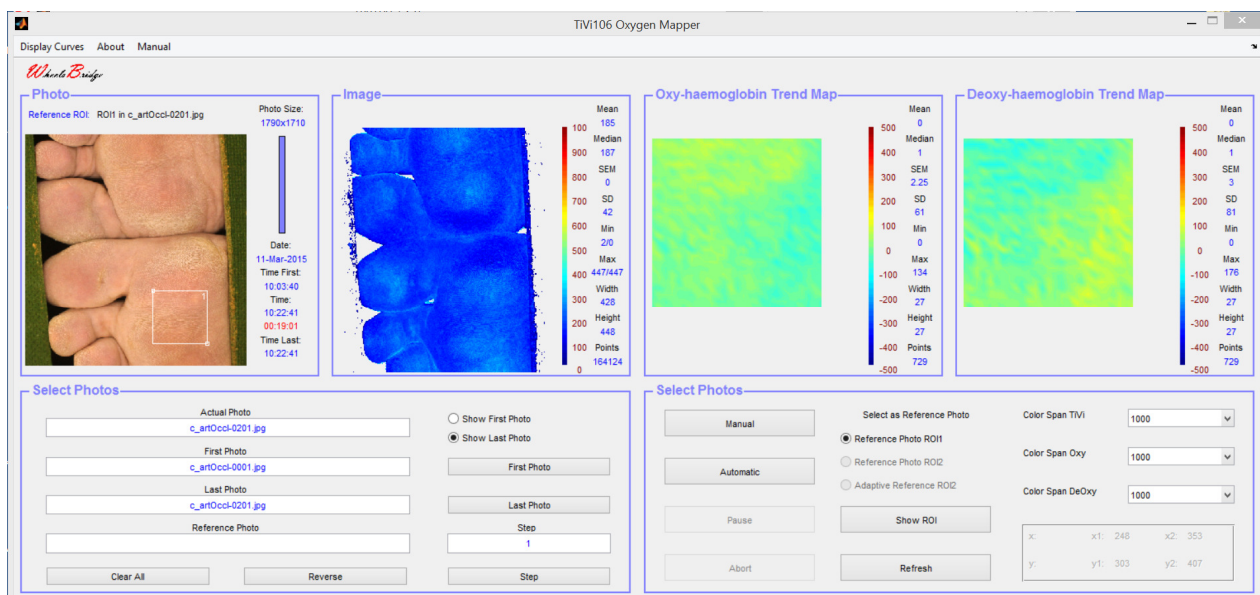 TiVi106 Oxygen Mapper
Display Curves About Manual
WheelsBridge
Photo
Reference ROI: ROI1 in c_artOccl-0201.jpg
Photo Size:
1790x1710
1
Date:
11-Mar-2015
Time First:
10:03:40
Time:
10:22:41
00:19:01
Time Last:
10:22:41
Image
100
900
800
700
600
500
400
300
200
100
0
Mean
185
Median
187
SEM
0
SD
42
Min
2/0
Max
447/447
Width
428
Height
448
Points
164124
Oxy-haemoglobin Trend Map
500
400
300
200
100
0
-100
-200
-300
-400
-500
Mean
0
Median
1
SEM
2.25
SD
61
Min
0
Max
134
Width
27
Height
27
Points
729
Deoxy-haemoglobin Trend Map
500
400
300
200
100
0
-100
-200
-300
-400
-500
Mean
0
Median
1
SEM
3
SD
81
Min
0
Max
176
Width
27
Height
27
Points
729
Select Photos
Actual Photo
c_artOccl-0201.jpg
First Photo
c_artOccl-0001.jpg
Last Photo
c_artOccl-0201.jpg
Reference Photo
Clear All
Reverse
Show First Photo
Show Last Photo
First Photo
Last Photo
Step
1
Step
Select Photos
Manual
Automatic
Pause
Abort
Select as Reference Photo
Reference Photo ROI1
Reference Photo ROI2
Adaptive Reference ROI2
Show ROI
Refresh
Color Span TiVi 1000
Color Span Oxy 1000
Color Span DeOxy 1000
x: x1: 248 x2: 353
y: y1: 303 y2: 407